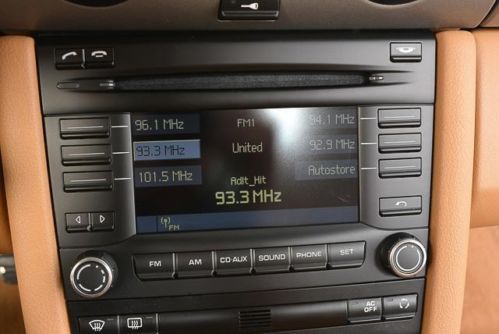 96.1 MHz FM1 94.1 MHz
93.3 MHz United 92.9 MHz
101.5 MHz Autostore
Adlt_Hit
93.3 MHz
FM
FM AM CD·AUX SOUND PHONE SET
AC OFF